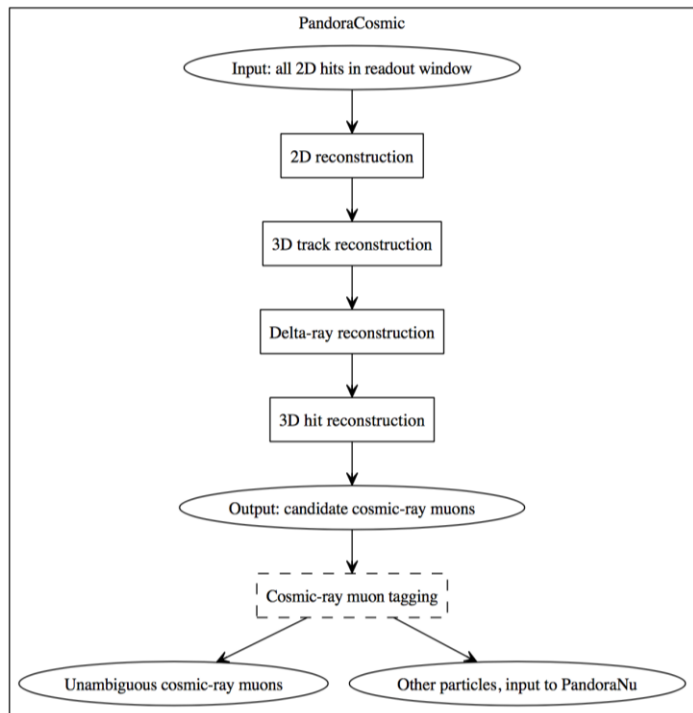 PandoraCosmic
Input: all 2D hits in readout window
2D reconstruction
3D track reconstruction
Delta-ray reconstruction
3D hit reconstruction
Output: candidate cosmic-ray muons
Cosmic-ray muon tagging
Unambiguous cosmic-ray muons
Other particles, input to PandoraNu